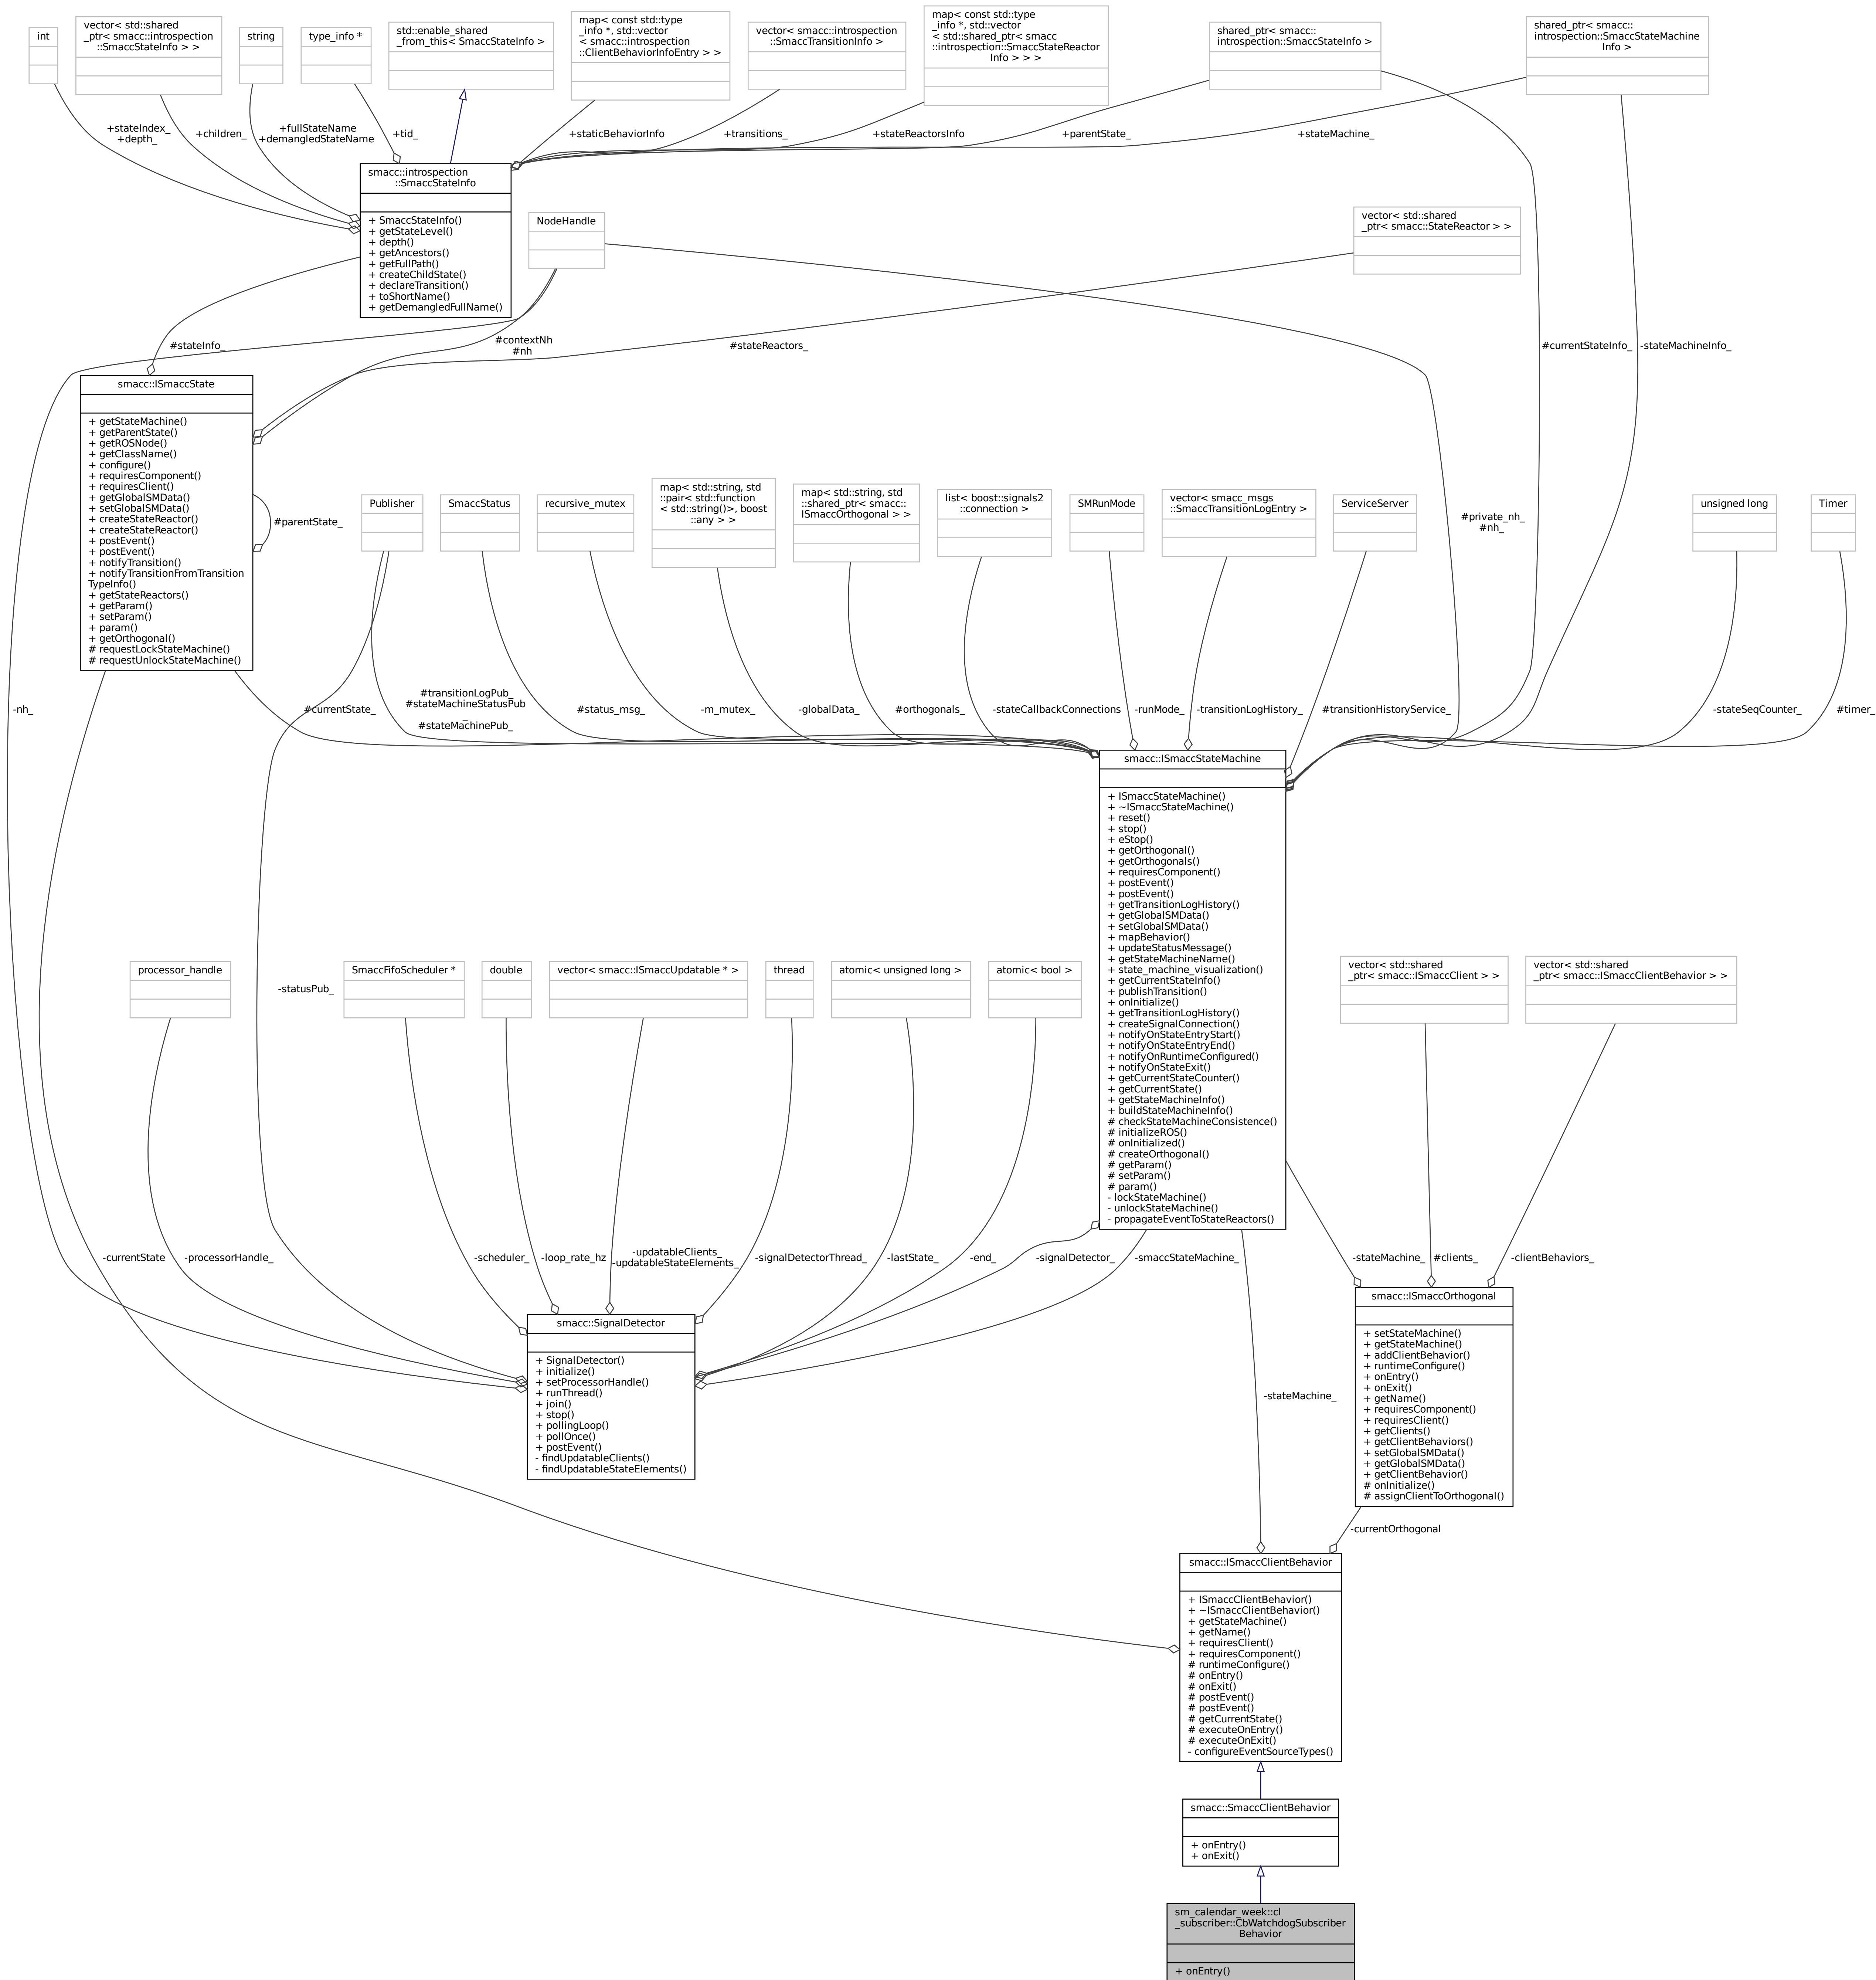 int
vector< std::shared
_ptr< smacc::introspection
::SmaccStateInfo > >
string
type_info *
std::enable_shared
_from_this< SmaccStateInfo >
map< const std::type
_info *, std::vector
< smacc::introspection
::ClientBehaviorInfoEntry > >
vector< smacc::introspection
::SmaccTransitionInfo >
map< const std::type
_info *, std::vector
< std::shared_ptr< smacc
::introspection::SmaccStateReactor
Info > > >
shared_ptr< smacc::
introspection::SmaccStateInfo >
shared_ptr< smacc::
introspection::SmaccStateMachine
Info >
+stateIndex_
+depth_
+children_
+fullStateName
+demangledStateName
+tid_
+staticBehaviorInfo
+transitions_
+stateReactorsInfo
+parentState_
+stateMachine_
smacc::introspection
::SmaccStateInfo
+ SmaccStateInfo()
+ getStateLevel()
+ depth()
+ getAncestors()
+ getFullPath()
+ createChildState()
+ declareTransition()
+ toShortName()
+ getDemangledFullName()
NodeHandle
vector< std::shared
_ptr< smacc::StateReactor > >
#stateInfo_
#contextNh
#nh
#stateReactors_
#currentStateInfo_
-stateMachineInfo_
smacc::ISmaccState
+ getStateMachine()
+ getParentState()
+ getROSNode()
+ getClassName()
+ configure()
+ requiresComponent()
+ requiresClient()
+ getGlobalSMData()
+ setGlobalSMData()
+ createStateReactor()
+ createStateReactor()
+ postEvent()
+ postEvent()
+ notifyTransition()
+ notifyTransitionFromTransition
TypeInfo()
+ getStateReactors()
+ getParam()
+ setParam()
+ param()
+ getOrthogonal()
# requestLockStateMachine()
# requestUnlockStateMachine()
#parentState_
Publisher
SmaccStatus
recursive_mutex
map< std::string, std
::pair< std::function
< std::string()>, boost
::any > >
map< std::string, std
::shared_ptr< smacc::
ISmaccOrthogonal > >
list< boost::signals2
::connection >
SMRunMode
vector< smacc_msgs
::SmaccTransitionLogEntry >
ServiceServer
#private_nh_
#nh_
unsigned long
Timer
-nh_
#currentState_
#transitionLogPub_
#stateMachineStatusPub
_
#stateMachinePub_
#status_msg_
-m_mutex_
-globalData_
#orthogonals_
-stateCallbackConnections
-runMode_
-transitionLogHistory_
#transitionHistoryService_
-stateSeqCounter_
#timer_
smacc::ISmaccStateMachine
+ ISmaccStateMachine()
+ ~ISmaccStateMachine()
+ reset()
+ stop()
+ eStop()
+ getOrthogonal()
+ getOrthogonals()
+ requiresComponent()
+ postEvent()
+ postEvent()
+ getTransitionLogHistory()
+ getGlobalSMData()
+ setGlobalSMData()
+ mapBehavior()
+ updateStatusMessage()
+ getStateMachineName()
+ state_machine_visualization()
+ getCurrentStateInfo()
+ publishTransition()
+ onInitialize()
+ getTransitionLogHistory()
+ createSignalConnection()
+ notifyOnStateEntryStart()
+ notifyOnStateEntryEnd()
+ notifyOnRuntimeConfigured()
+ notifyOnStateExit()
+ getCurrentStateCounter()
+ getCurrentState()
+ getStateMachineInfo()
+ buildStateMachineInfo()
# checkStateMachineConsistence()
# initializeROS()
# onInitialized()
# createOrthogonal()
# getParam()
# setParam()
# param()
- lockStateMachine()
- unlockStateMachine()
- propagateEventToStateReactors()
processor_handle
-statusPub_
SmaccFifoScheduler *
double
vector< smacc::ISmaccUpdatable * >
thread
atomic< unsigned long >
atomic< bool >
vector< std::shared
_ptr< smacc::ISmaccClient > >
vector< std::shared
_ptr< smacc::ISmaccClientBehavior > >
-currentState
-processorHandle_
-scheduler_
-loop_rate_hz
-updatableClients_
-updatableStateElements_
-signalDetectorThread_
-lastState_
-end_
-signalDetector_
-smaccStateMachine_
-stateMachine_
#clients_
-clientBehaviors_
smacc::SignalDetector
+ SignalDetector()
+ initialize()
+ setProcessorHandle()
+ runThread()
+ join()
+ stop()
+ pollingLoop()
+ pollOnce()
+ postEvent()
- findUpdatableClients()
- findUpdatableStateElements()
-stateMachine_
smacc::ISmaccOrthogonal
+ setStateMachine()
+ getStateMachine()
+ addClientBehavior()
+ runtimeConfigure()
+ onEntry()
+ onExit()
+ getName()
+ requiresComponent()
+ requiresClient()
+ getClients()
+ getClientBehaviors()
+ setGlobalSMData()
+ getGlobalSMData()
+ getClientBehavior()
# onInitialize()
# assignClientToOrthogonal()
-currentOrthogonal
smacc::ISmaccClientBehavior
+ ISmaccClientBehavior()
+ ~ISmaccClientBehavior()
+ getStateMachine()
+ getName()
+ requiresClient()
+ requiresComponent()
# runtimeConfigure()
# onEntry()
# onExit()
# postEvent()
# postEvent()
# getCurrentState()
# executeOnEntry()
# executeOnExit()
- configureEventSourceTypes()
smacc::SmaccClientBehavior
+ onEntry()
+ onExit()
sm_calendar_week::cl
_subscriber::CbWatchdogSubscriber
Behavior
+ onEntry()